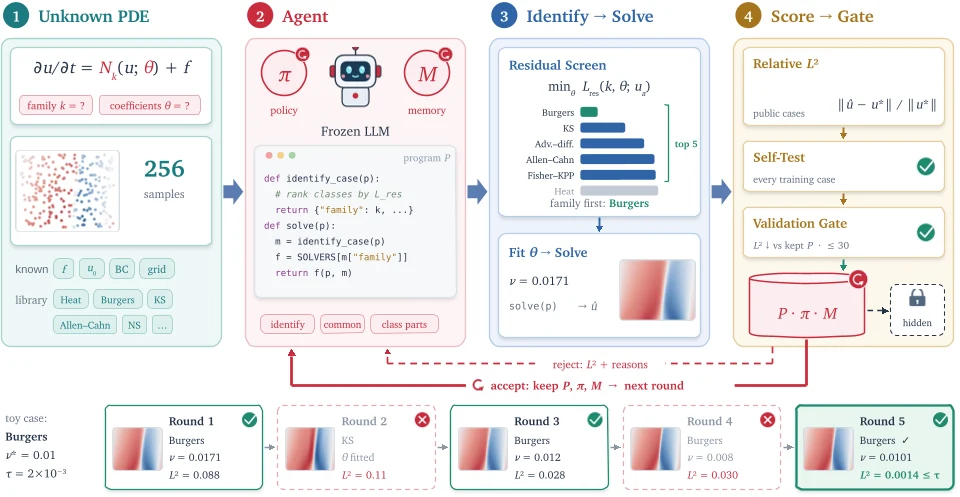 1 Unknown PDE
∂u/∂t = N_k(u; θ) + f
family k = ?
coefficients θ = ?
256
samples
known f u₀ BC grid
library Heat Burgers KS
Allen–Cahn NS ...
2 Agent
π
policy
M
memory
Frozen LLM
program P
def identify_case(p):
# rank classes by L_res
return {"family": k, ...}
def solve(p):
m = identify_case(p)
f = SOLVERS[m["family"]]
return f(p, m)
identify common class parts
3 Identify → Solve
Residual Screen
min_θ L_res(k, θ; u_a)
Burgers
KS
Adv.–diff.
Allen–Cahn
Fisher–KPP
Heat
top 5
family first: Burgers
Fit θ → Solve
ν = 0.0171
solve(p) → û
4 Score → Gate
Relative L²
‖ û − u* ‖ / ‖ u* ‖
public cases
Self-Test
every training case
Validation Gate
L² ↓ vs kept P · ≤ 30
P · π · M
hidden
reject: L² + reasons
accept: keep P, π, M → next round
toy case:
Burgers
ν* = 0.01
τ = 2×10⁻³
Round 1
Burgers
ν = 0.0171
L² = 0.088
Round 2
KS
θ fitted
L² = 0.11
Round 3
Burgers
ν = 0.012
L² = 0.028
Round 4
Burgers
ν = 0.008
L² = 0.030
Round 5
Burgers ✓
ν = 0.0101
L² = 0.0014 ≤ τ